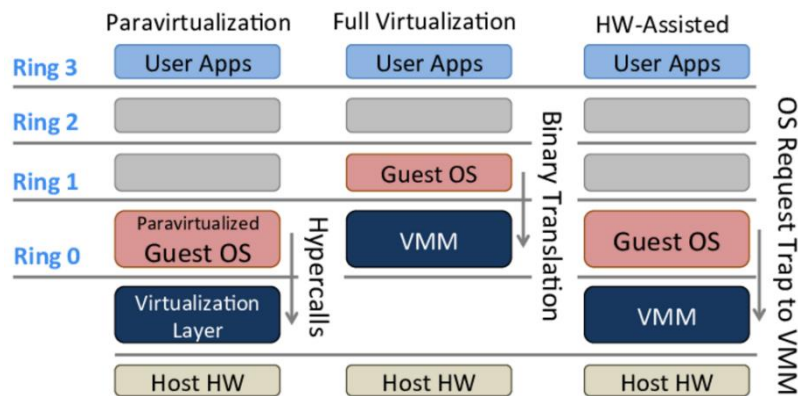 Paravirtualization
Full Virtualization
HW-Assisted
Ring 3
User Apps
User Apps
User Apps
Ring 2
Ring 1
Guest OS
Ring 0
Paravirtualized
Guest OS
VMM
Guest OS
Virtualization
Layer
VMM
Hypercalls
Binary Translation
OS Request Trap to VMM
Host HW
Host HW
Host HW